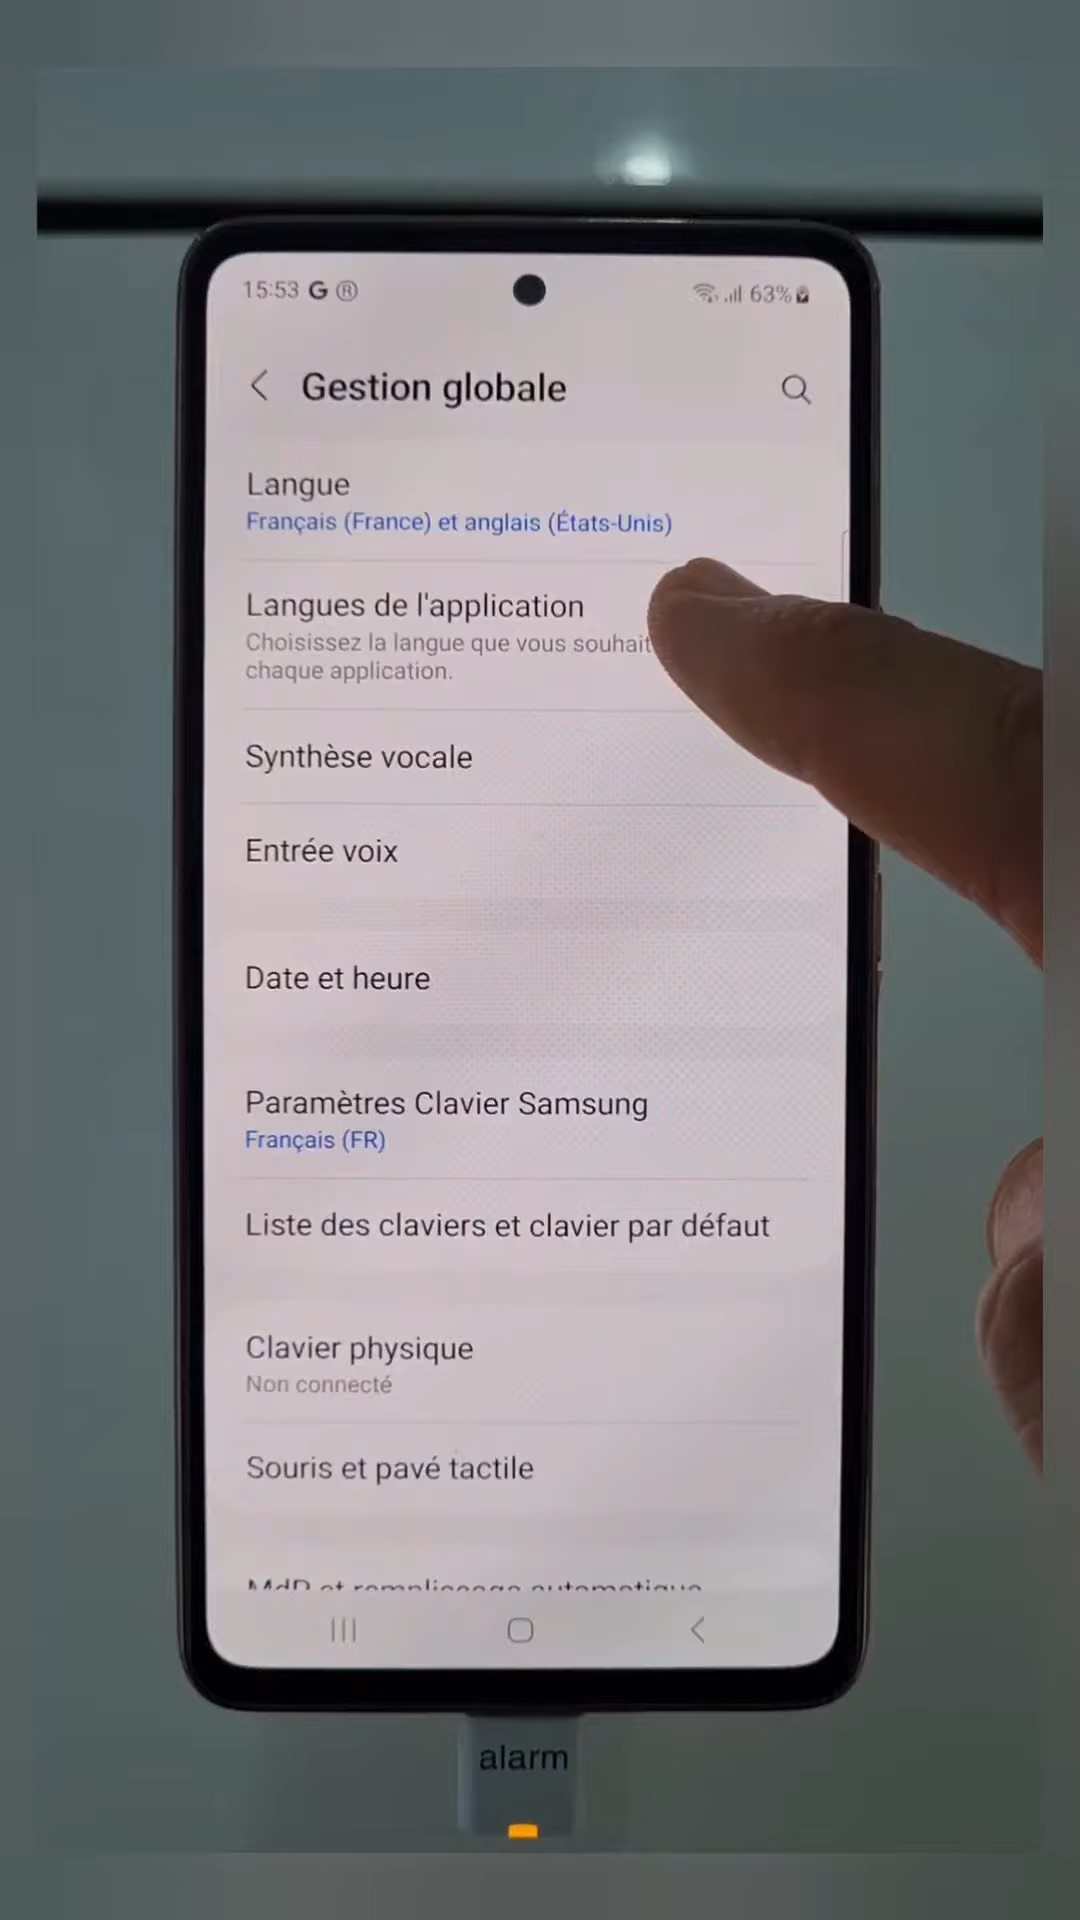 15:53 G ®
63%
Gestion globale
Langue
Français (France) et anglais (États-Unis)
Langues de l'application
Choisissez la langue que vous souhait
chaque application.
Synthèse vocale
Entrée voix
Date et heure
Paramètres Clavier Samsung
Français (FR)
Liste des claviers et clavier par défaut
Clavier physique
Non connecté
Souris et pavé tactile
MdP et remplissage automatique
alarm